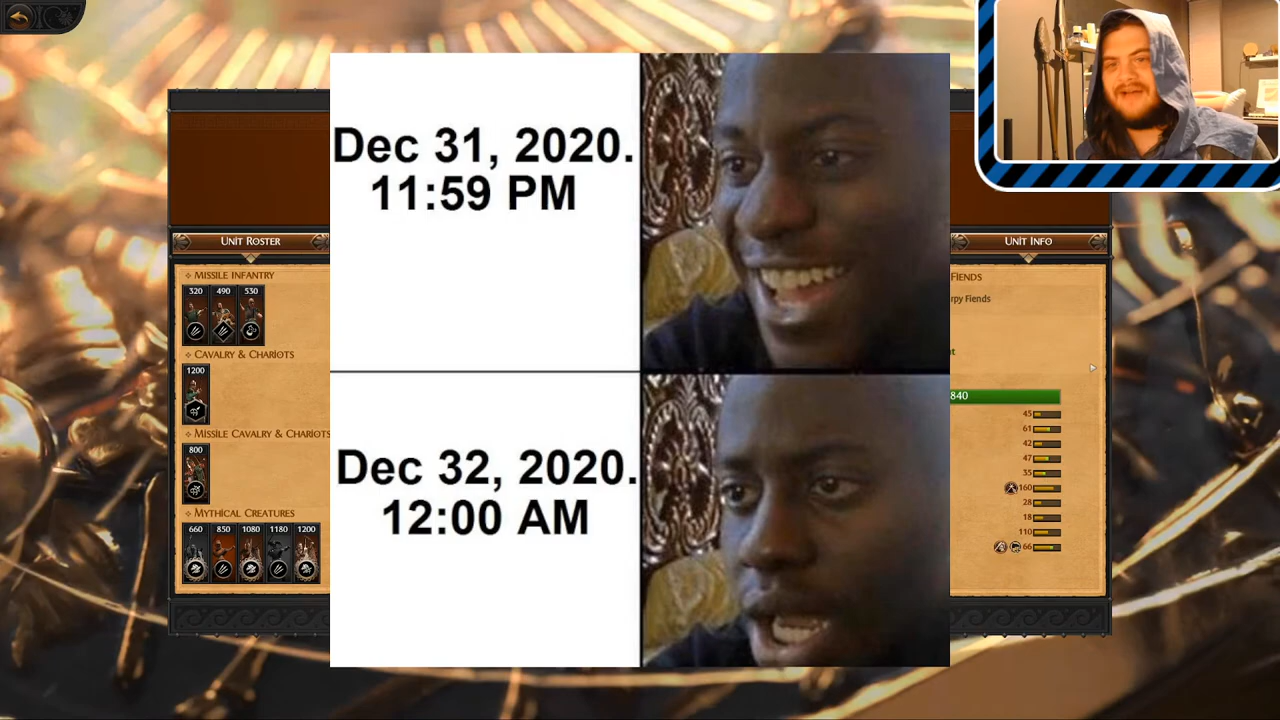 Dec 31, 2020.
11:59 PM
Dec 32, 2020.
12:00 AM
UNIT ROSTER
MISSILE INFANTRY
320 490 530
CAVALRY & CHARIOTS
1200
MISSILE CAVALRY & CHARIOTS
800
MYTHICAL CREATURES
660 850 1080 1180 1200
UNIT INFO
FIENDS
rpy Fiends
t
840
45
61
42
47
35
160
28
18
110
66